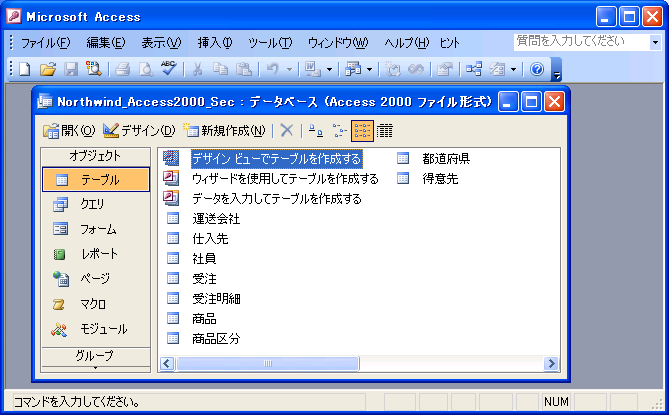 Microsoft Access
ファイル(F) 編集(E) 表示(V) 挿入(I) ツール(T) ウィンドウ(W) ヘルプ(H) ヒント 質問を入力してください
ABC
Northwind_Access2000_Sec : データベース (Access 2000 ファイル形式)
開く(O) デザイン(D) 新規作成(N)
オブジェクト
テーブル
クエリ
フォーム
レポート
ページ
マクロ
モジュール
グループ
デザイン ビューでテーブルを作成する
ウィザードを使用してテーブルを作成する
データを入力してテーブルを作成する
運送会社
仕入先
社員
受注
受注明細
商品
商品区分
都道府県
得意先
コマンドを入力してください。 NUM